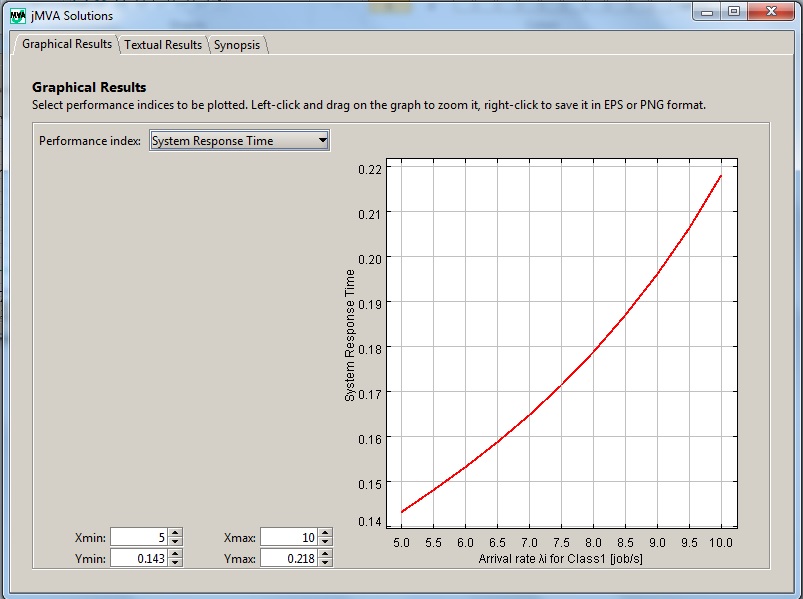 jMVA Solutions
Graphical Results Textual Results Synopsis
Graphical Results
Select performance indices to be plotted. Left-click and drag on the graph to zoom it, right-click to save it in EPS or PNG format.
Performance index: System Response Time
0.22
0.21
0.20
0.19
0.18
0.17
0.16
0.15
0.14
System Response Time
5.0 5.5 6.0 6.5 7.0 7.5 8.0 8.5 9.0 9.5 10.0
Arrival rate λi for Class1 [job/s]
Xmin: 5 Xmax: 10
Ymin: 0.143 Ymax: 0.218